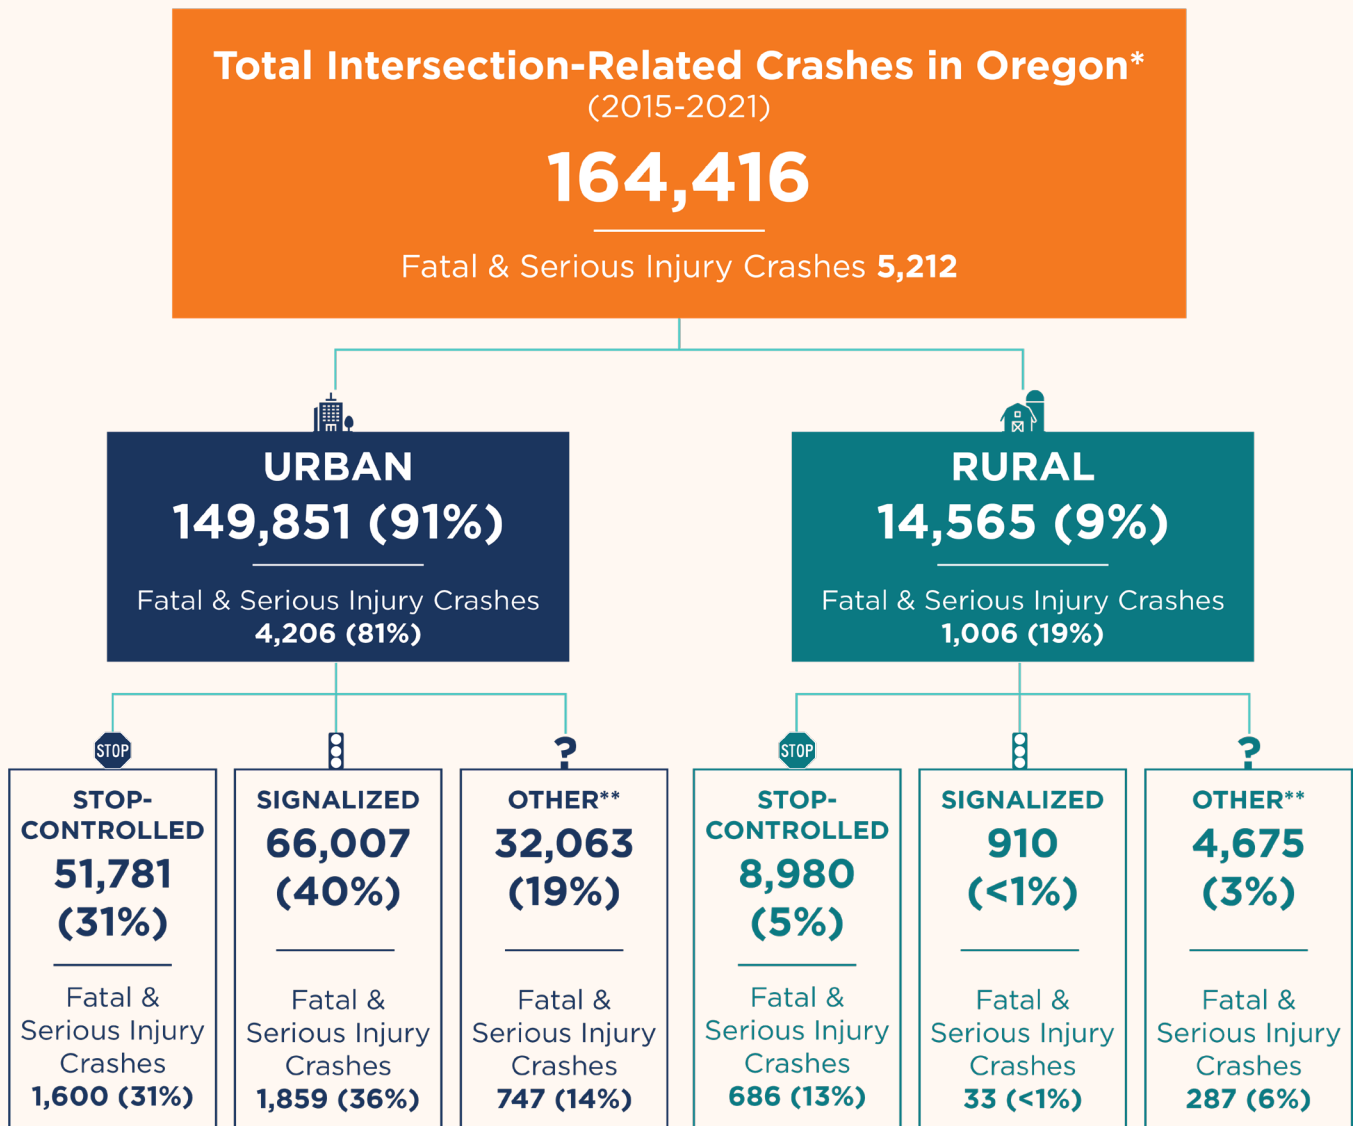 Total Intersection-Related Crashes in Oregon*
(2015-2021)
164,416
Fatal & Serious Injury Crashes 5,212
URBAN
149,851 (91%)
Fatal & Serious Injury Crashes
4,206 (81%)
RURAL
14,565 (9%)
Fatal & Serious Injury Crashes
1,006 (19%)
STOP
STOP-
CONTROLLED
51,781
(31%)
Fatal &
Serious Injury
Crashes
1,600 (31%)
SIGNALIZED
66,007
(40%)
Fatal &
Serious Injury
Crashes
1,859 (36%)
?
OTHER**
32,063
(19%)
Fatal &
Serious Injury
Crashes
747 (14%)
STOP
STOP-
CONTROLLED
8,980
(5%)
Fatal &
Serious Injury
Crashes
686 (13%)
SIGNALIZED
910
(<1%)
Fatal &
Serious Injury
Crashes
33 (<1%)
?
OTHER**
4,675
(3%)
Fatal &
Serious Injury
Crashes
287 (6%)